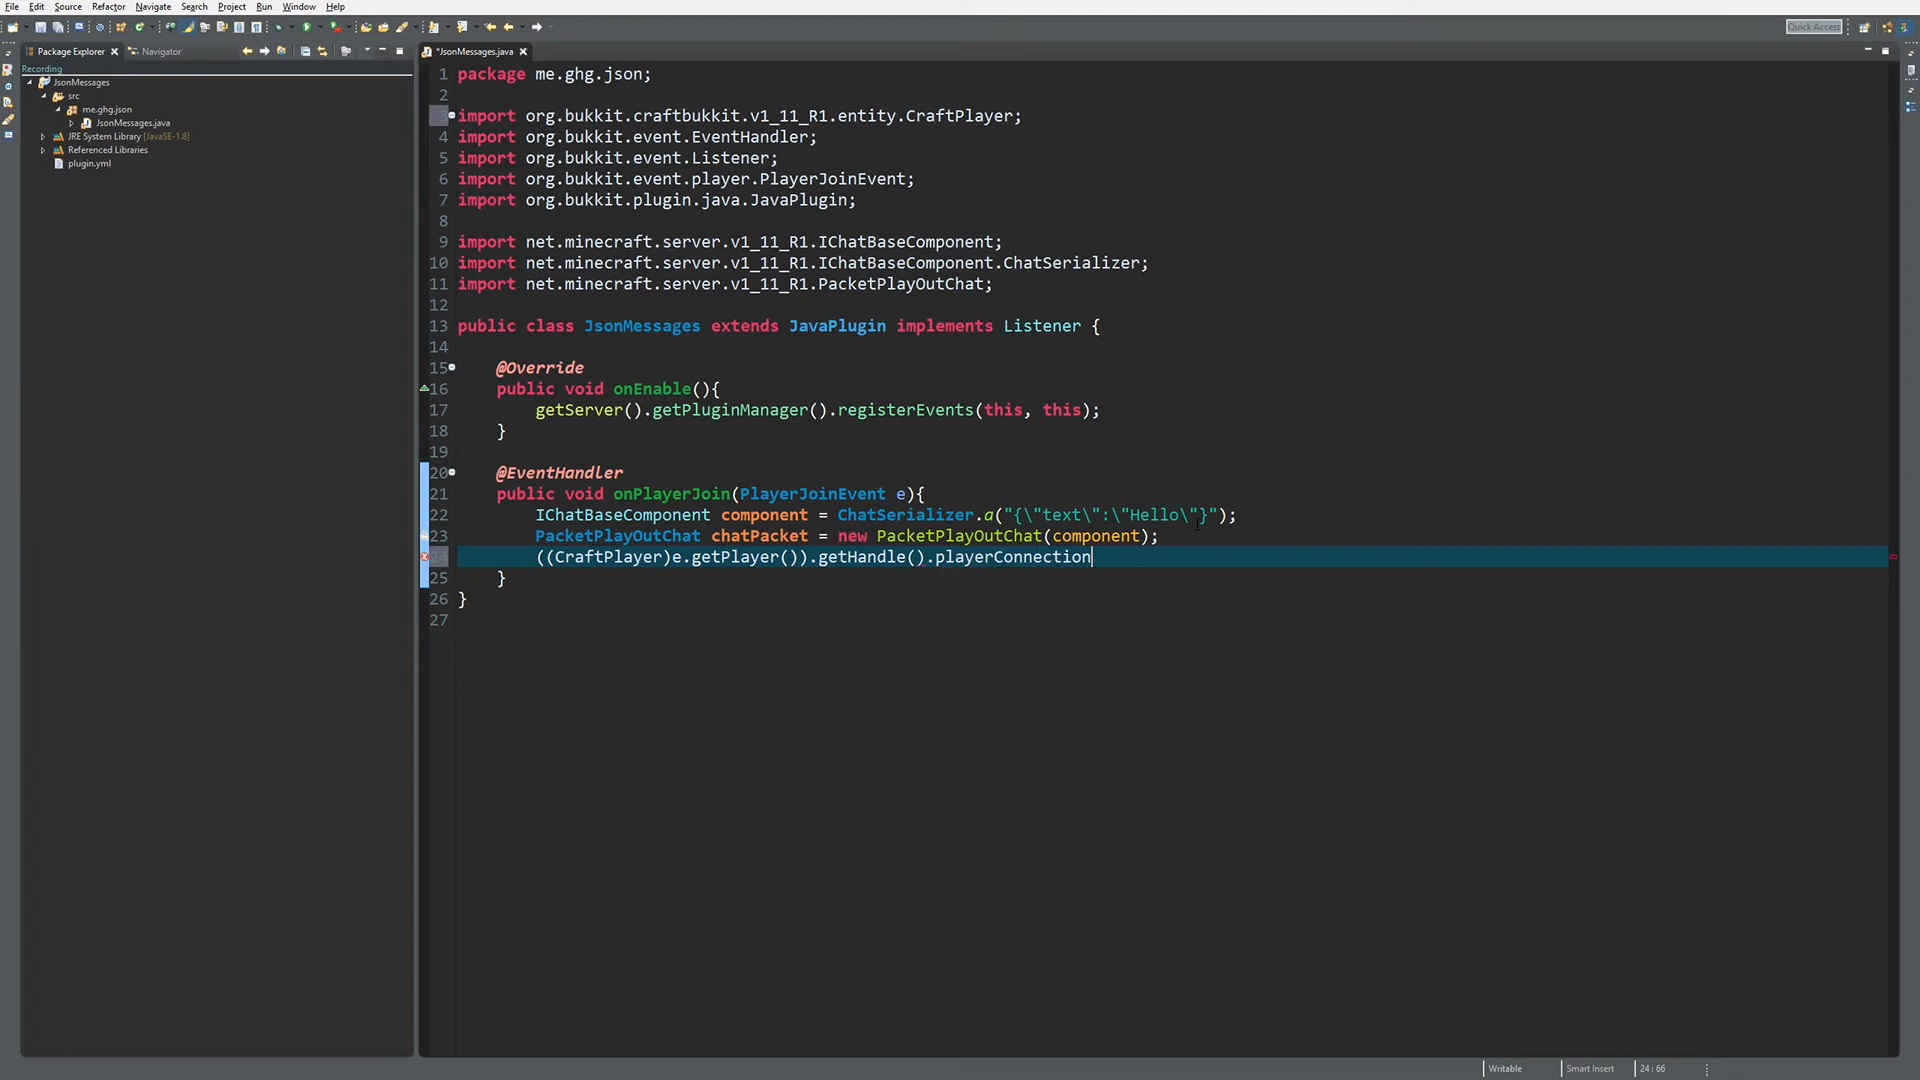 File Edit Source Refactor Navigate Search Project Run Window Help
Quick Access
Package Explorer Navigator
*JsonMessages.java
Recording
JsonMessages
src
me.ghg.json
JsonMessages.java
JRE System Library [JavaSE-1.8]
Referenced Libraries
plugin.yml
1 package me.ghg.json;
2
3 import org.bukkit.craftbukkit.v1_11_R1.entity.CraftPlayer;
4 import org.bukkit.event.EventHandler;
5 import org.bukkit.event.Listener;
6 import org.bukkit.event.player.PlayerJoinEvent;
7 import org.bukkit.plugin.java.JavaPlugin;
8
9 import net.minecraft.server.v1_11_R1.IChatBaseComponent;
10 import net.minecraft.server.v1_11_R1.IChatBaseComponent.ChatSerializer;
11 import net.minecraft.server.v1_11_R1.PacketPlayOutChat;
12
13 public class JsonMessages extends JavaPlugin implements Listener {
14
15 @Override
16 public void onEnable(){
17 getServer().getPluginManager().registerEvents(this, this);
18 }
19
20 @EventHandler
21 public void onPlayerJoin(PlayerJoinEvent e){
22 IChatBaseComponent component = ChatSerializer.a("{\"text\":\"Hello\"}");
23 PacketPlayOutChat chatPacket = new PacketPlayOutChat(component);
24 ((CraftPlayer)e.getPlayer()).getHandle().playerConnection
25 }
26 }
27
Writable Smart Insert 24:66